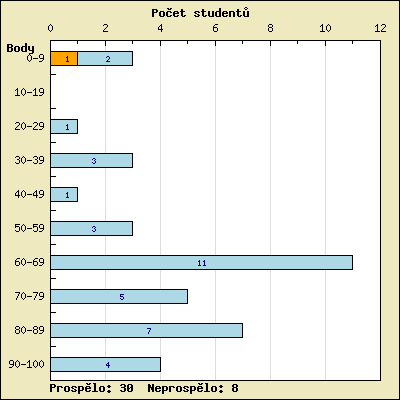 Počet studentů
0 2 4 6 8 10 12
Body
0-9 1 2
10-19
20-29 1
30-39 3
40-49 1
50-59 3
60-69 11
70-79 5
80-89 7
90-100 4
Prospělo: 30 Neprospělo: 8